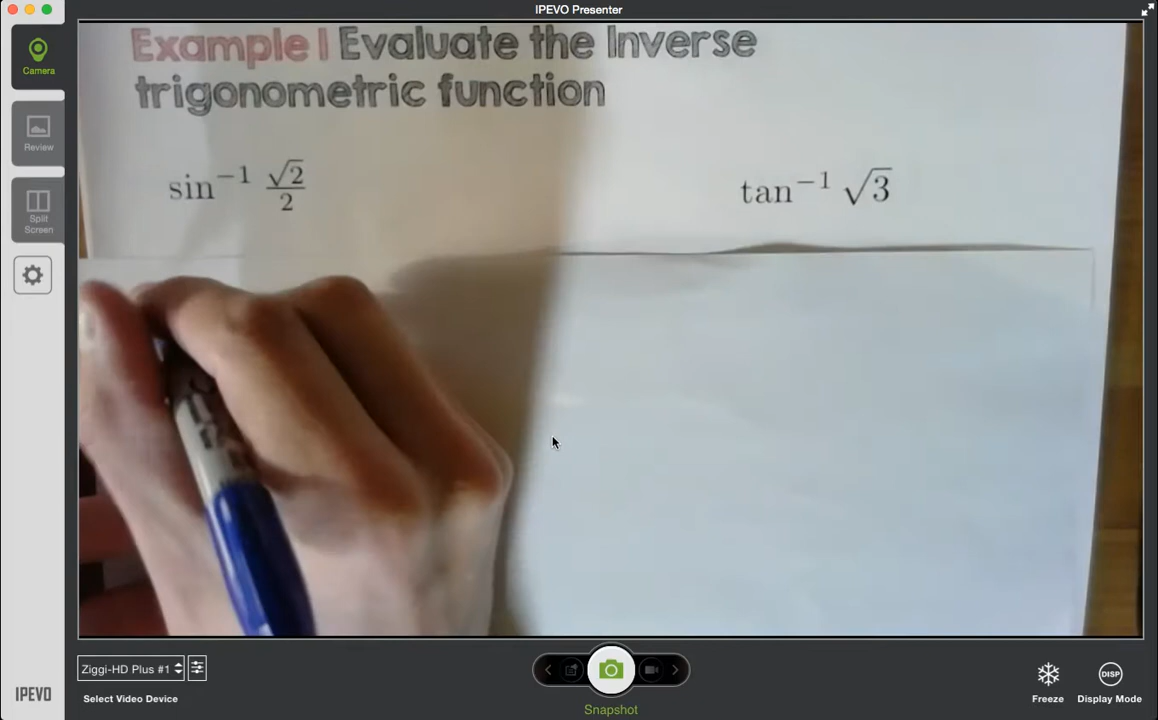 IPEVO Presenter
Camera
Review
Split
Screen
Example 1 Evaluate the Inverse
trigonometric function
sin⁻¹ √2/2
tan⁻¹ √3
Ziggi-HD Plus #1
Select Video Device
IPEVO
Snapshot
Freeze
DISP
Display Mode